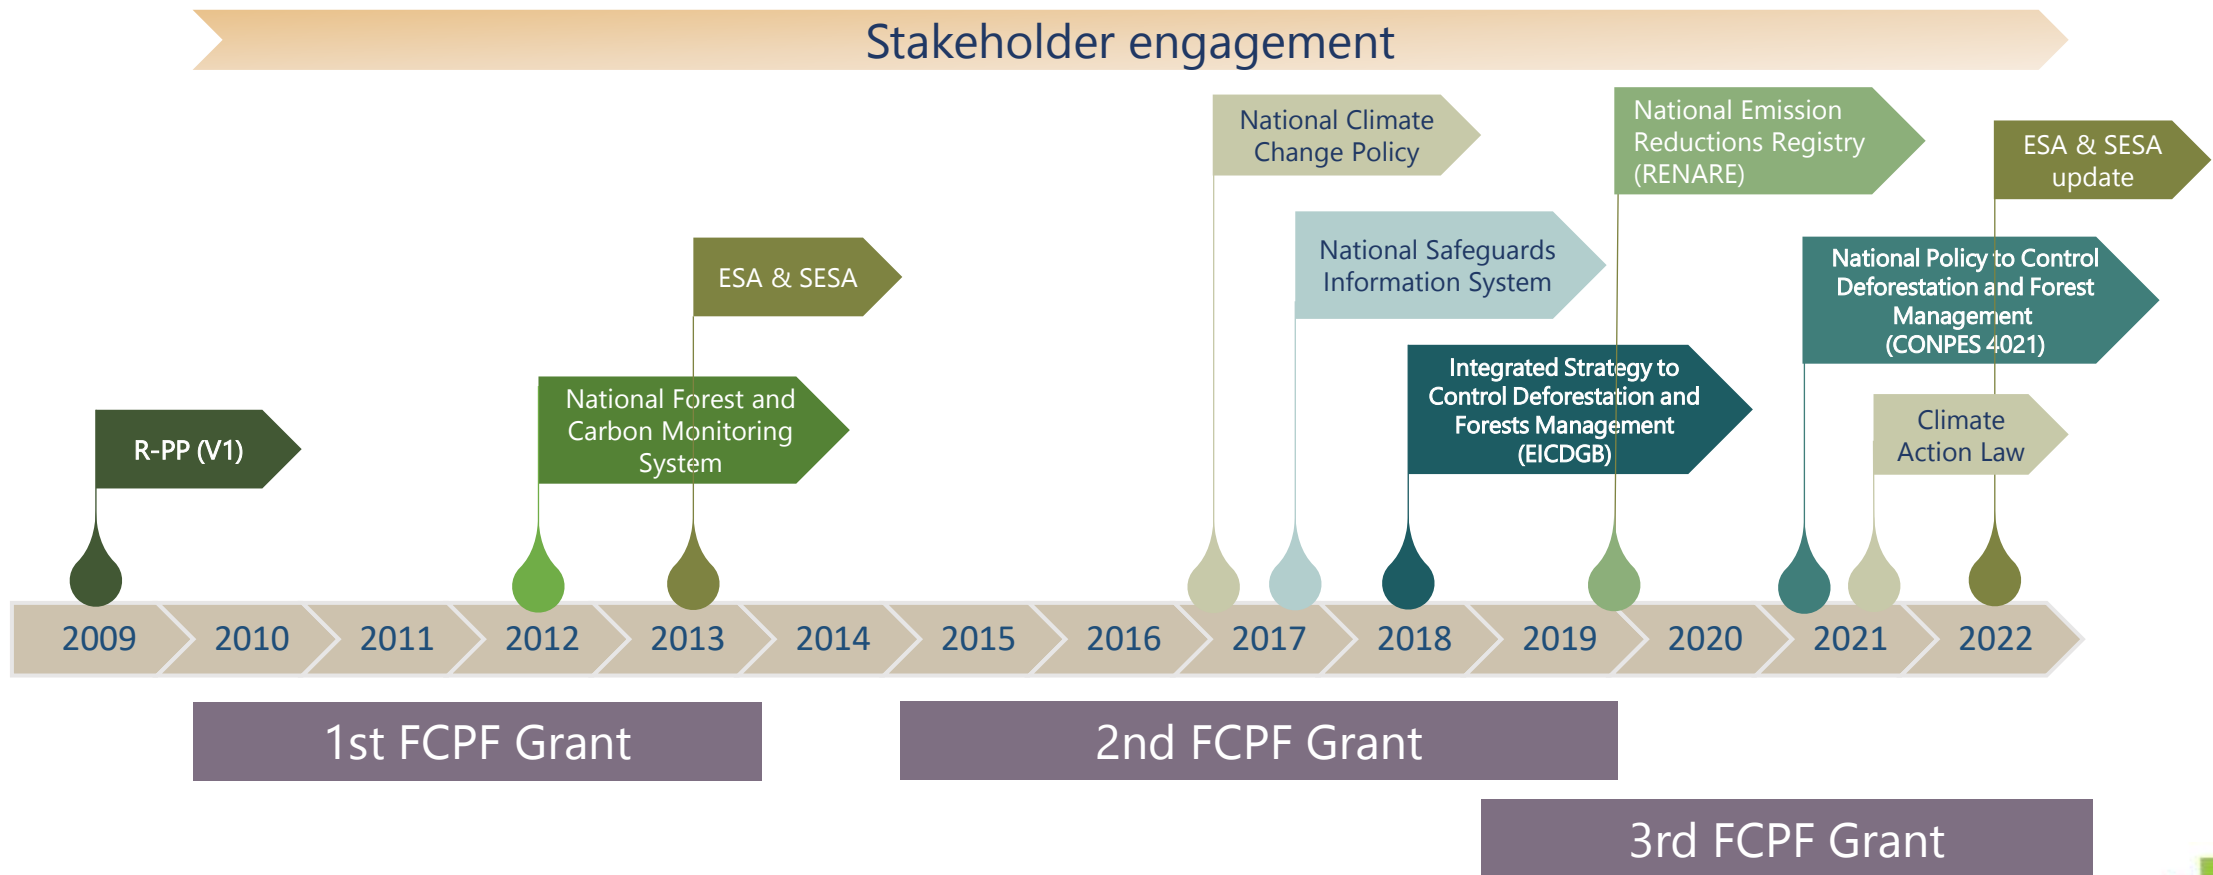 Stakeholder engagement
National Climate
Change Policy
National Emission
Reductions Registry
(RENARE)
ESA & SESA
update
National Safeguards
Information System
ESA & SESA
National Policy to Control
Deforestation and Forest
Management
(CONPES 4021)
Integrated Strategy to
Control Deforestation and
Forests Management
(EICDGB)
National Forest and
Carbon Monitoring
System
R-PP (V1)
Climate
Action Law
2009
2010
2011
2012
2013
2014
2015
2016
2017
2018
2019
2020
2021
2022
1st FCPF Grant
2nd FCPF Grant
3rd FCPF Grant